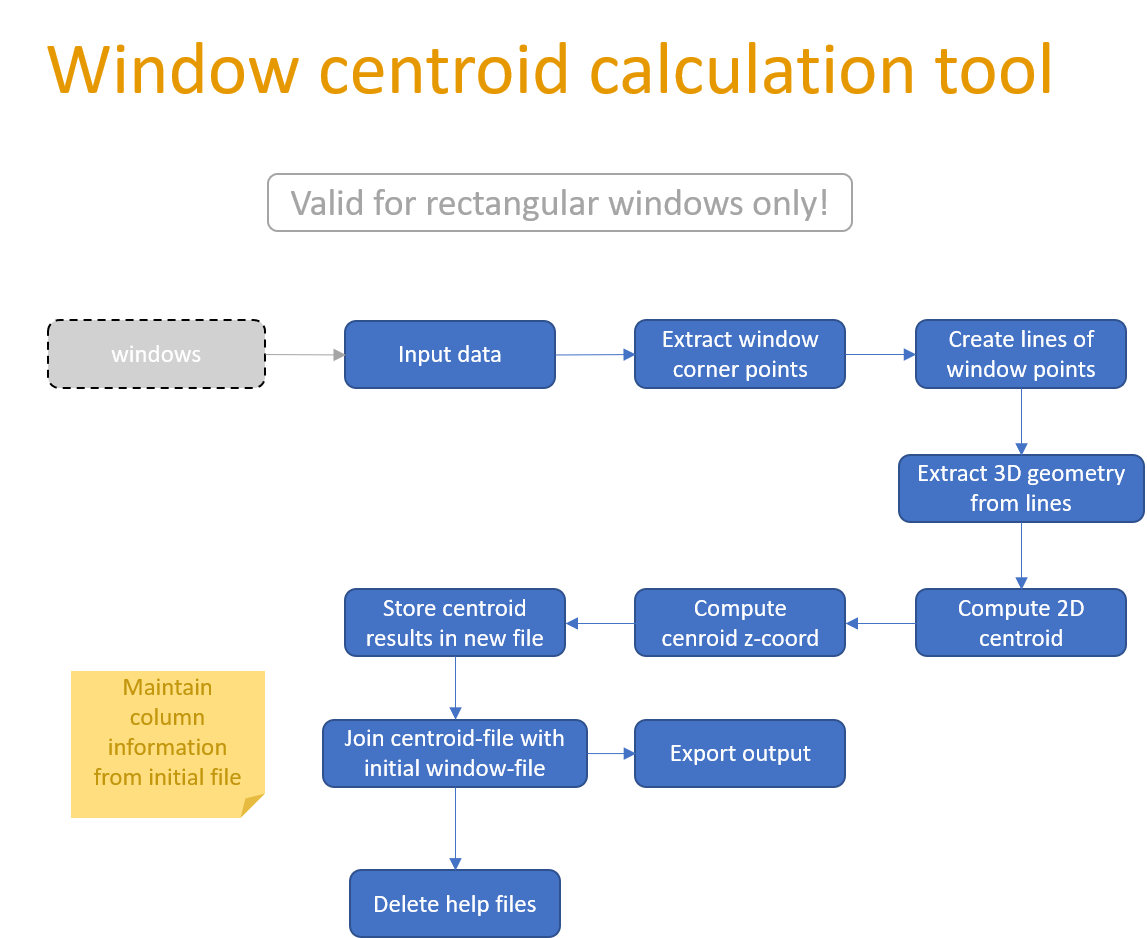 Window centroid calculation tool
Valid for rectangular windows only!
windows
Input data
Extract window
corner points
Create lines of
window points
Extract 3D geometry
from lines
Compute 2D
centroid
Compute
cenroid z-coord
Store centroid
results in new file
Maintain
column
information
from initial file
Join centroid-file with
initial window-file
Export output
Delete help files